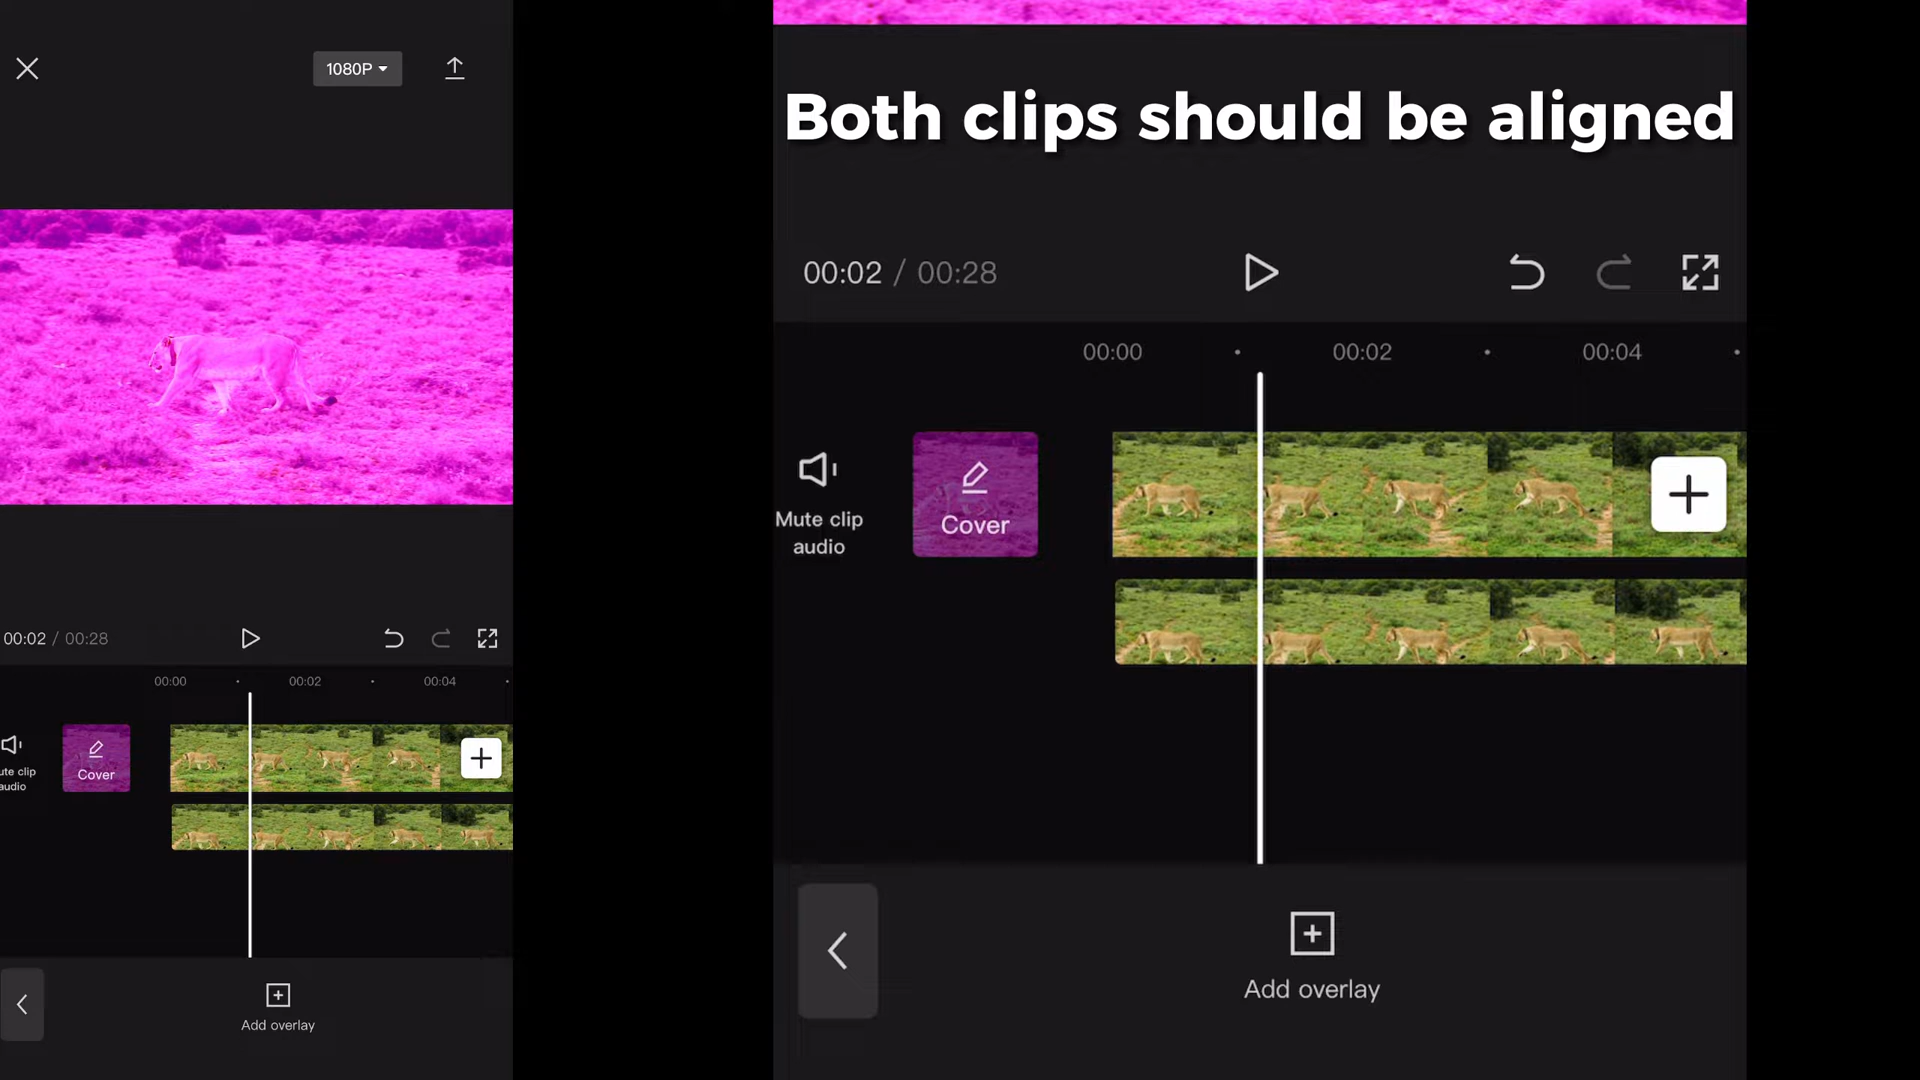 1080P
00:02 / 00:28
00:00
00:02
00:04
ute clip
audio
Cover
Add overlay
Both clips should be aligned
00:02 / 00:28
00:00
00:02
00:04
Mute clip
audio
Cover
Add overlay